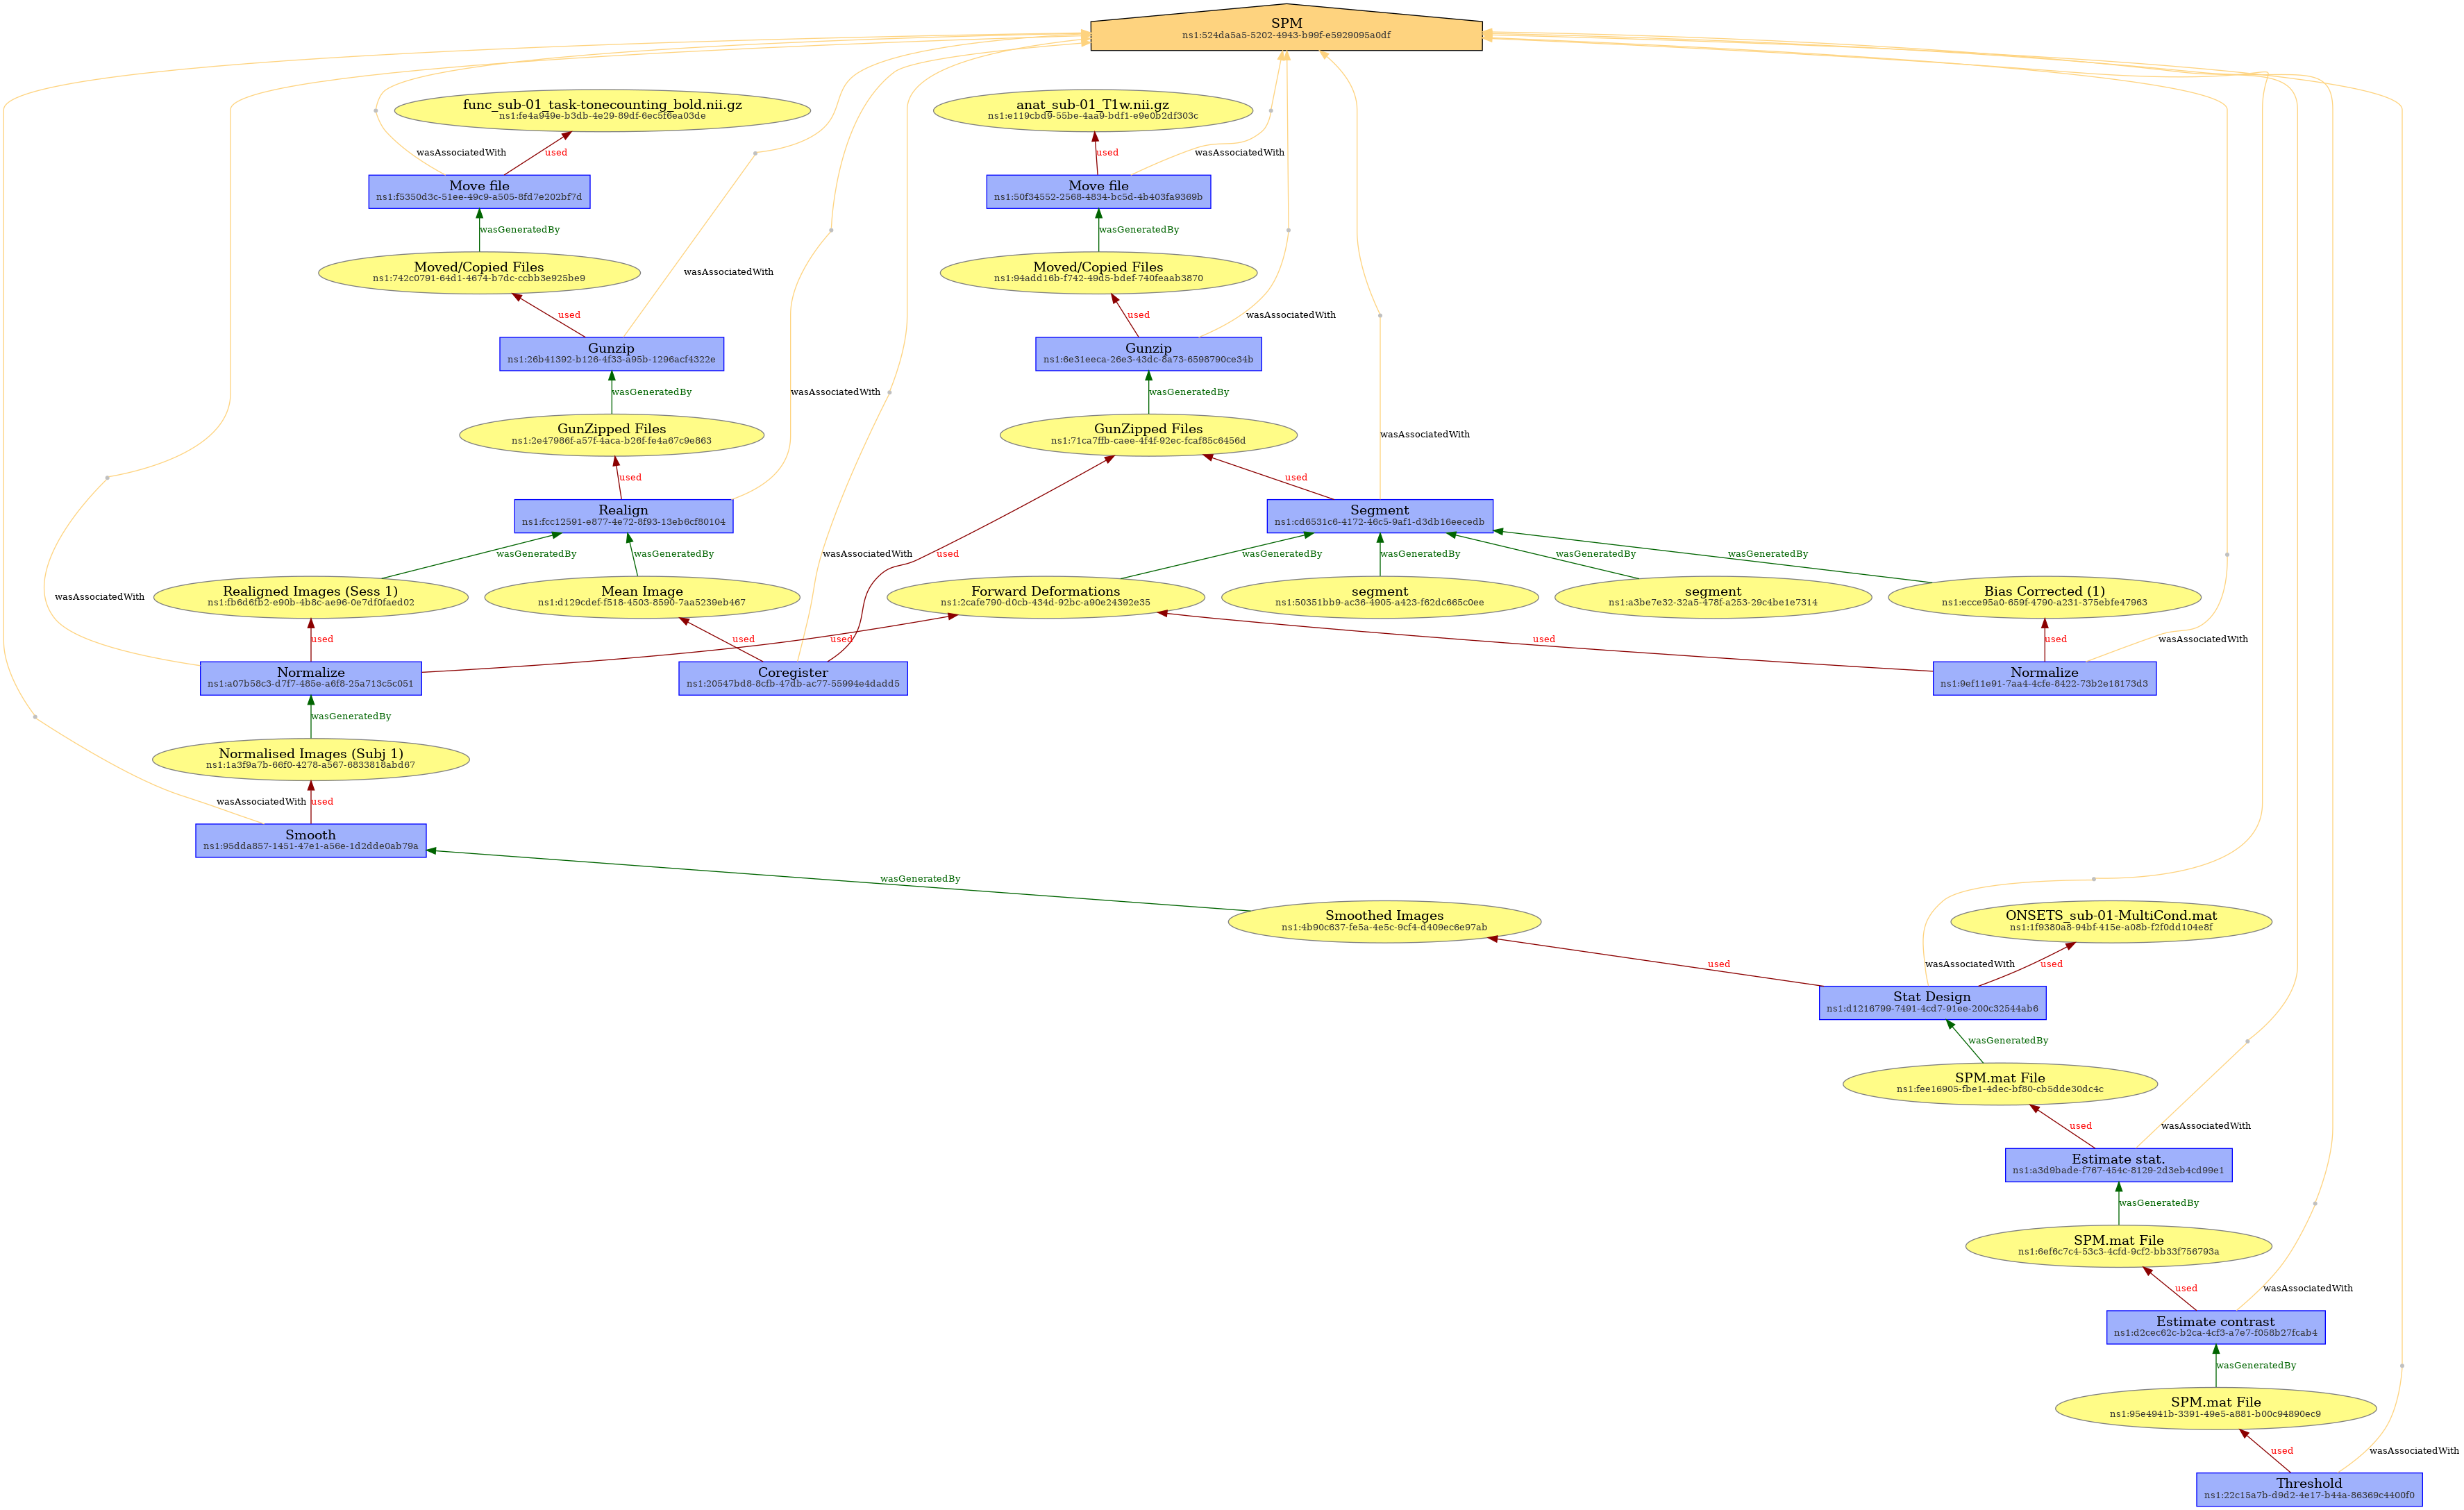 SPM
ns1:524da5a5-5202-4943-b99f-e5929095a0df
func_sub-01_task-tonecounting_bold.nii.gz
ns1:fe4a949e-b3db-4e29-89df-6ec5f6ea03de
anat_sub-01_T1w.nii.gz
ns1:e119cbd9-55be-4aa9-bdf1-e9e0b2df303c
wasAssociatedWith
used
used
wasAssociatedWith
Move file
ns1:f5350d3c-51ee-49c9-a505-8fd7e202bf7d
Move file
ns1:50f34552-2568-4834-bc5d-4b403fa9369b
wasGeneratedBy
wasGeneratedBy
Moved/Copied Files
ns1:742c0791-64d1-4674-b7dc-ccbb3e925be9
wasAssociatedWith
Moved/Copied Files
ns1:94add16b-f742-49d5-bdef-740feaab3870
used
used
wasAssociatedWith
Gunzip
ns1:26b41392-b126-4f33-a95b-1296acf4322e
Gunzip
ns1:6e31eeca-26e3-43dc-8a73-6598790ce34b
wasGeneratedBy
wasAssociatedWith
wasGeneratedBy
GunZipped Files
ns1:2e47986f-a57f-4aca-b26f-fe4a67c9e863
GunZipped Files
ns1:71ca7ffb-caee-4f4f-92ec-fcaf85c6456d
wasAssociatedWith
used
used
Realign
ns1:fcc12591-e877-4e72-8f93-13eb6cf80104
Segment
ns1:cd6531c6-4172-46c5-9af1-d3db16eecedb
wasGeneratedBy
wasGeneratedBy
wasAssociatedWith
used
wasGeneratedBy
wasGeneratedBy
wasGeneratedBy
wasGeneratedBy
wasAssociatedWith
Realigned Images (Sess 1)
ns1:fb6d6fb2-e90b-4b8c-ae96-0e7df0faed02
Mean Image
ns1:d129cdef-f518-4503-8590-7aa5239eb467
Forward Deformations
ns1:2cafe790-d0cb-434d-92bc-a90e24392e35
segment
ns1:50351bb9-ac36-4905-a423-f62dc665c0ee
segment
ns1:a3be7e32-32a5-478f-a253-29c4be1e7314
Bias Corrected (1)
ns1:ecce95a0-659f-4790-a231-375ebfe47963
used
used
used
used
used
wasAssociatedWith
Normalize
ns1:a07b58c3-d7f7-485e-a6f8-25a713c5c051
Coregister
ns1:20547bd8-8cfb-47db-ac77-55994e4dadd5
Normalize
ns1:9ef11e91-7aa4-4cfe-8422-73b2e18173d3
wasGeneratedBy
Normalised Images (Subj 1)
ns1:1a3f9a7b-66f0-4278-a567-6833818abd67
wasAssociatedWith
used
Smooth
ns1:95dda857-1451-47e1-a56e-1d2dde0ab79a
wasGeneratedBy
Smoothed Images
ns1:4b90c637-fe5a-4e5c-9cf4-d409ec6e97ab
ONSETS_sub-01-MultiCond.mat
ns1:1f9380a8-94bf-415e-a08b-f2f0dd104e8f
used
wasAssociatedWith
used
Stat Design
ns1:d1216799-7491-4cd7-91ee-200c32544ab6
wasGeneratedBy
SPM.mat File
ns1:fee16905-fbe1-4dec-bf80-cb5dde30dc4c
used
wasAssociatedWith
Estimate stat.
ns1:a3d9bade-f767-454c-8129-2d3eb4cd99e1
wasGeneratedBy
SPM.mat File
ns1:6ef6c7c4-53c3-4cfd-9cf2-bb33f756793a
used
wasAssociatedWith
Estimate contrast
ns1:d2cec62c-b2ca-4cf3-a7e7-f058b27fcab4
wasGeneratedBy
SPM.mat File
ns1:95e4941b-3391-49e5-a881-b00c94890ec9
used
wasAssociatedWith
Threshold
ns1:22c15a7b-d9d2-4e17-b44a-86369c4400f0